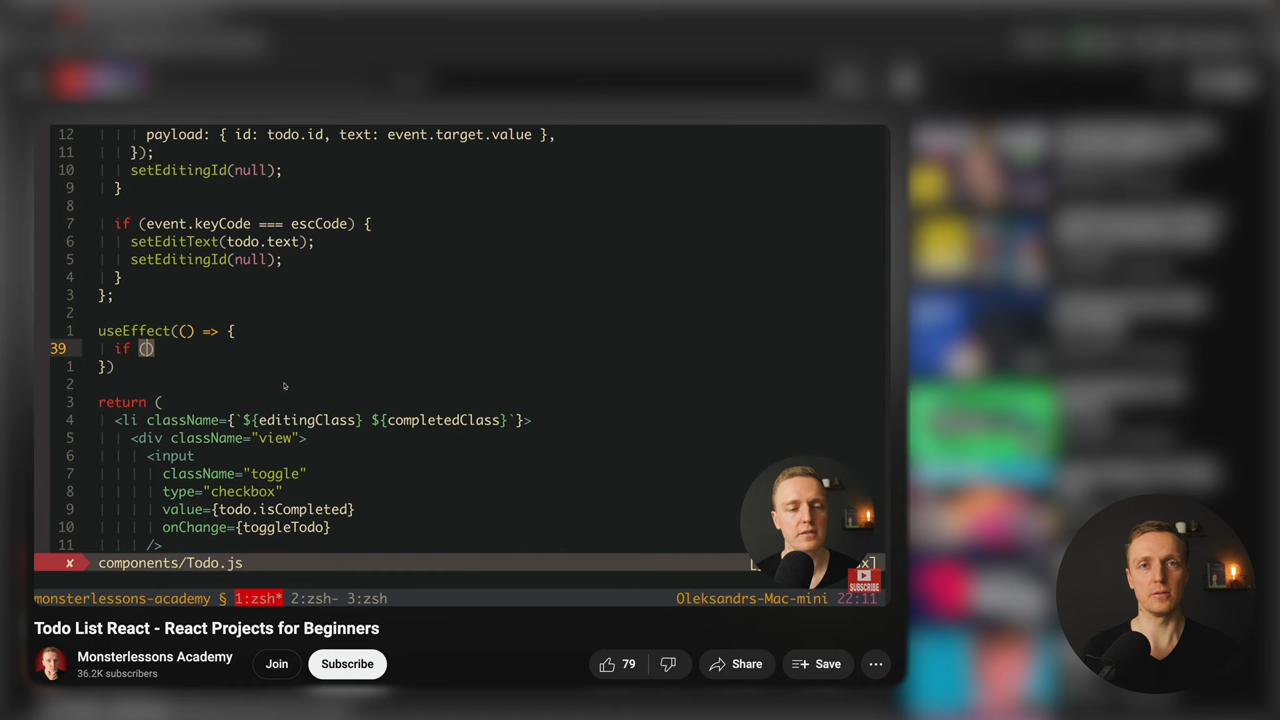 12 payload: { id: todo.id, text: event.target.value },
11 });
10 setEditingId(null);
9 }
8
7 if (event.keyCode === escCode) {
6 setEditText(todo.text);
5 setEditingId(null);
4 }
3 };
2
1 useEffect(() => {
39 if ()
1 })
2
3 return (
4 <li className={`${editingClass} ${completedClass}`}>
5 <div className="view">
6 <input
7 className="toggle"
8 type="checkbox"
9 value={todo.isCompleted}
10 onChange={toggleTodo}
11 />
✘ components/Todo.js
SUBSCRIBE
monsterlessons-academy § 1:zsh* 2:zsh- 3:zsh Oleksandrs-Mac-mini 22:11
Todo List React - React Projects for Beginners
Monsterlessons Academy
36.2K subscribers
Join
Subscribe
79
Share
Save